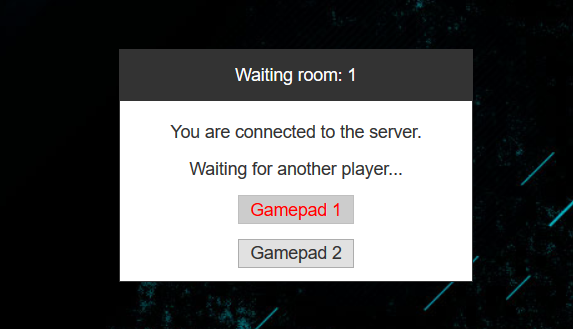 Waiting room: 1
You are connected to the server.
Waiting for another player...
Gamepad 1
Gamepad 2